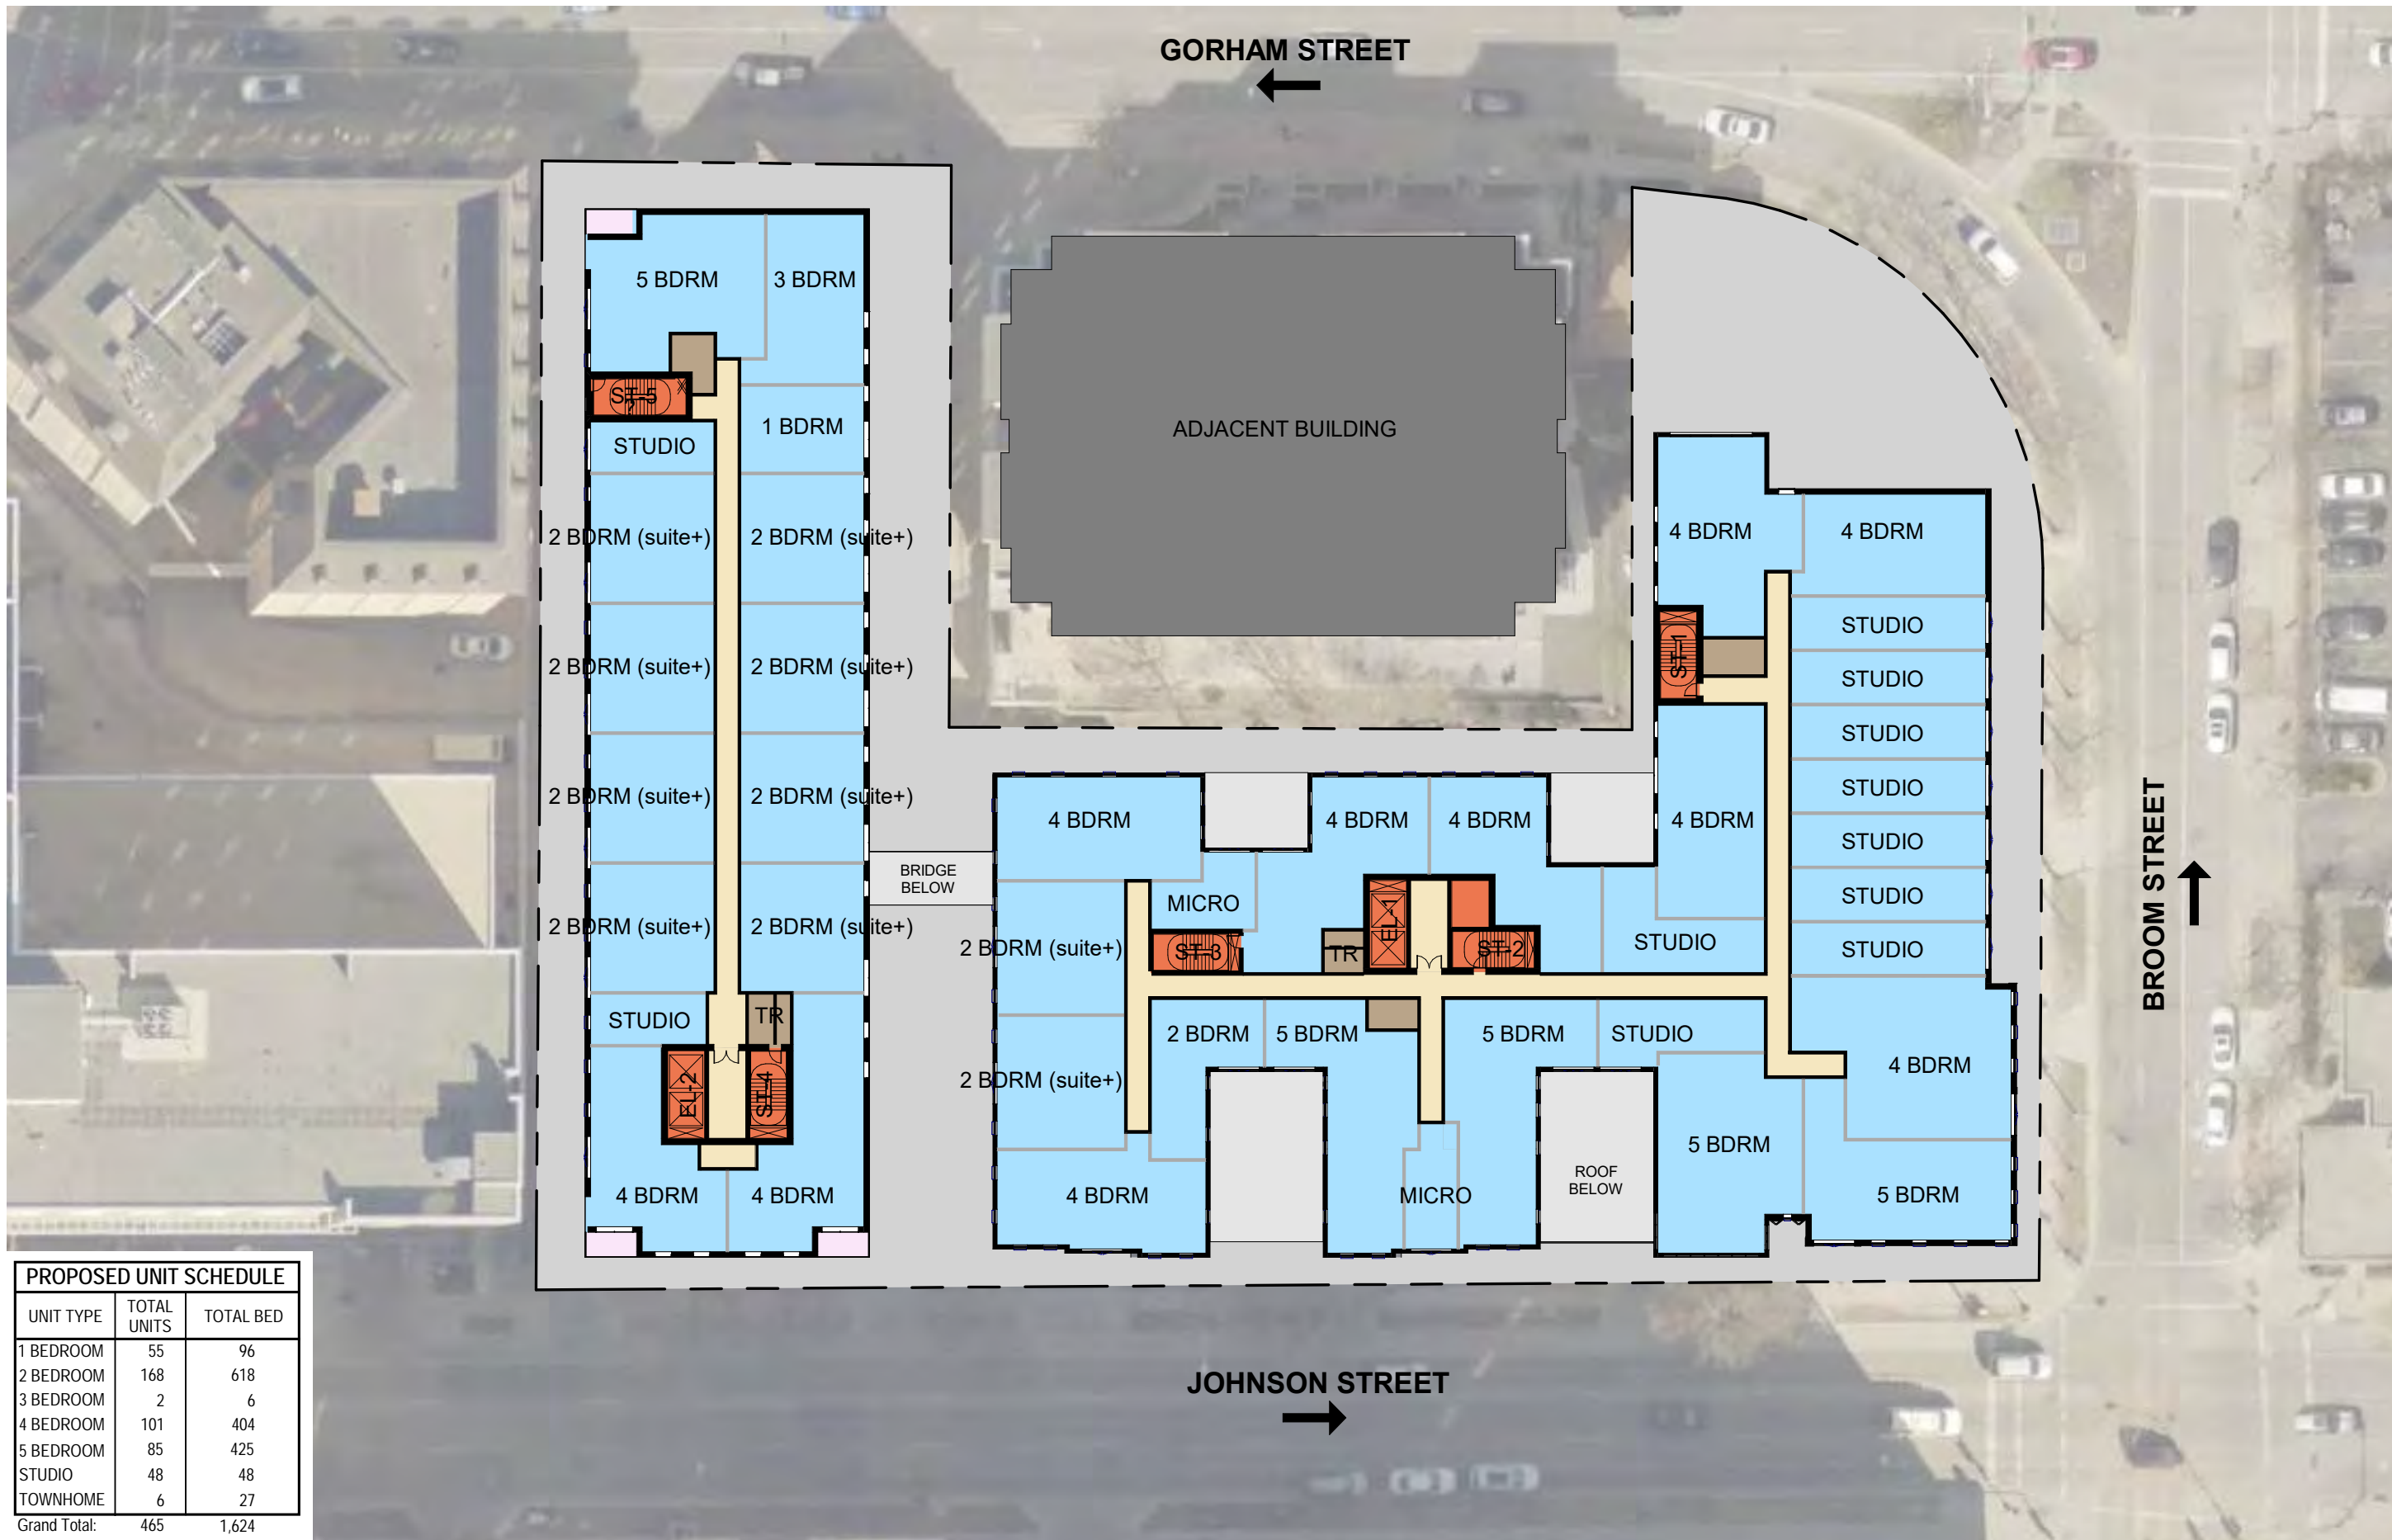 GORHAM STREET
5 BDRM
3 BDRM
ST-5
1 BDRM
STUDIO
2 BDRM (suite+)
2 BDRM (suite+)
2 BDRM (suite+)
2 BDRM (suite+)
2 BDRM (suite+)
2 BDRM (suite+)
2 BDRM (suite+)
2 BDRM (suite+)
STUDIO
TR
EL-2
ST-4
4 BDRM
4 BDRM
ADJACENT BUILDING
BRIDGE
BELOW
4 BDRM
4 BDRM
4 BDRM
MICRO
2 BDRM (suite+)
ST-3
TR
EL-1
ST-2
STUDIO
2 BDRM
5 BDRM
5 BDRM
STUDIO
2 BDRM (suite+)
4 BDRM
MICRO
ROOF
BELOW
4 BDRM
4 BDRM
ST-1
STUDIO
STUDIO
STUDIO
STUDIO
STUDIO
STUDIO
STUDIO
4 BDRM
4 BDRM
5 BDRM
5 BDRM
BROOM STREET
JOHNSON STREET
PROPOSED UNIT SCHEDULE
UNIT TYPE TOTAL UNITS TOTAL BED
1 BEDROOM 55 96
2 BEDROOM 168 618
3 BEDROOM 2 6
4 BEDROOM 101 404
5 BEDROOM 85 425
STUDIO 48 48
TOWNHOME 6 27
Grand Total: 465 1,624